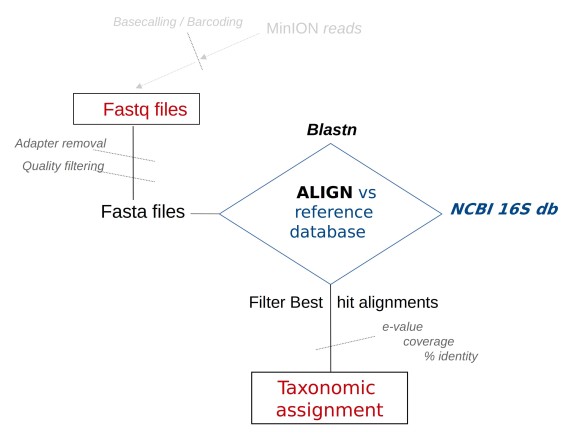 Basecalling / Barcoding
MinION reads
Fastq files
Adapter removal
Quality filtering
Fasta files
Blastn
ALIGN vs
reference
database
NCBI 16S db
Filter Best hit alignments
e-value
coverage
% identity
Taxonomic
assignment